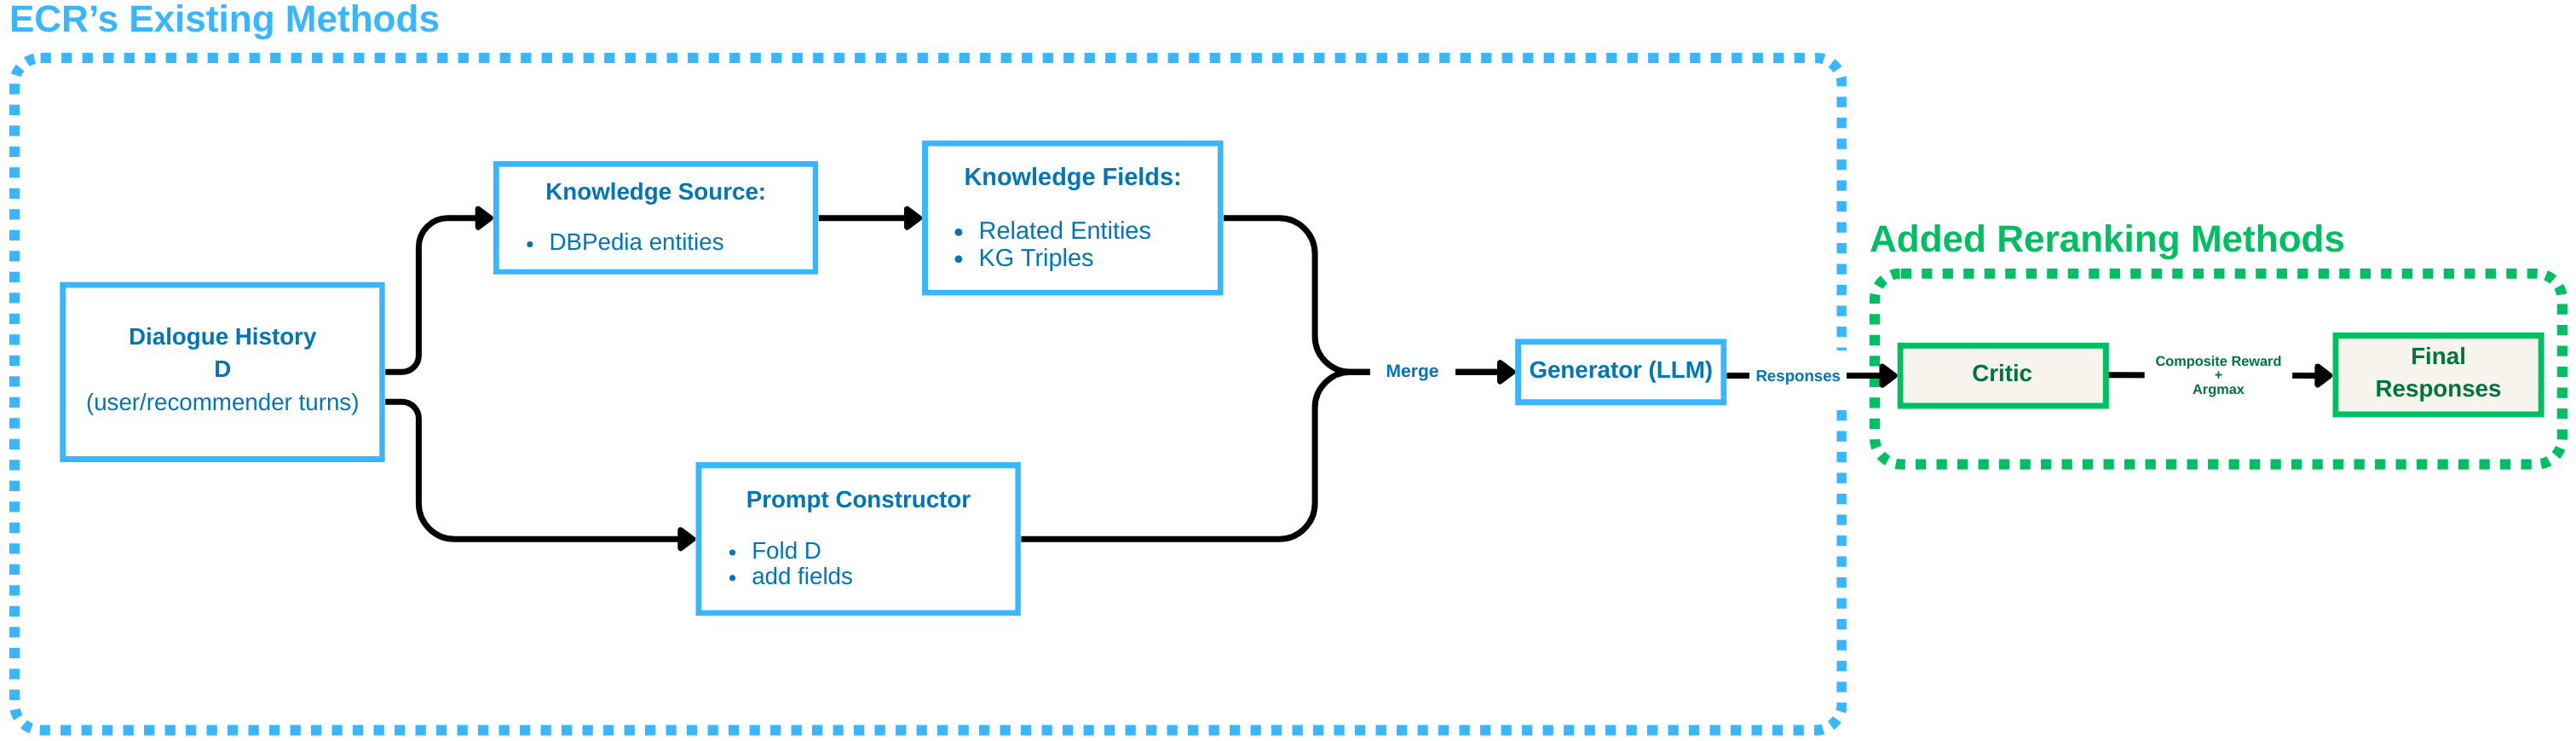 ECR’s Existing Methods
Dialogue History
D
(user/recommender turns)
Knowledge Source:
• DBPedia entities
Knowledge Fields:
• Related Entities
• KG Triples
Prompt Constructor
• Fold D
• add fields
Merge
Generator (LLM)
Responses
Added Reranking Methods
Critic
Composite Reward
+
Argmax
Final
Responses